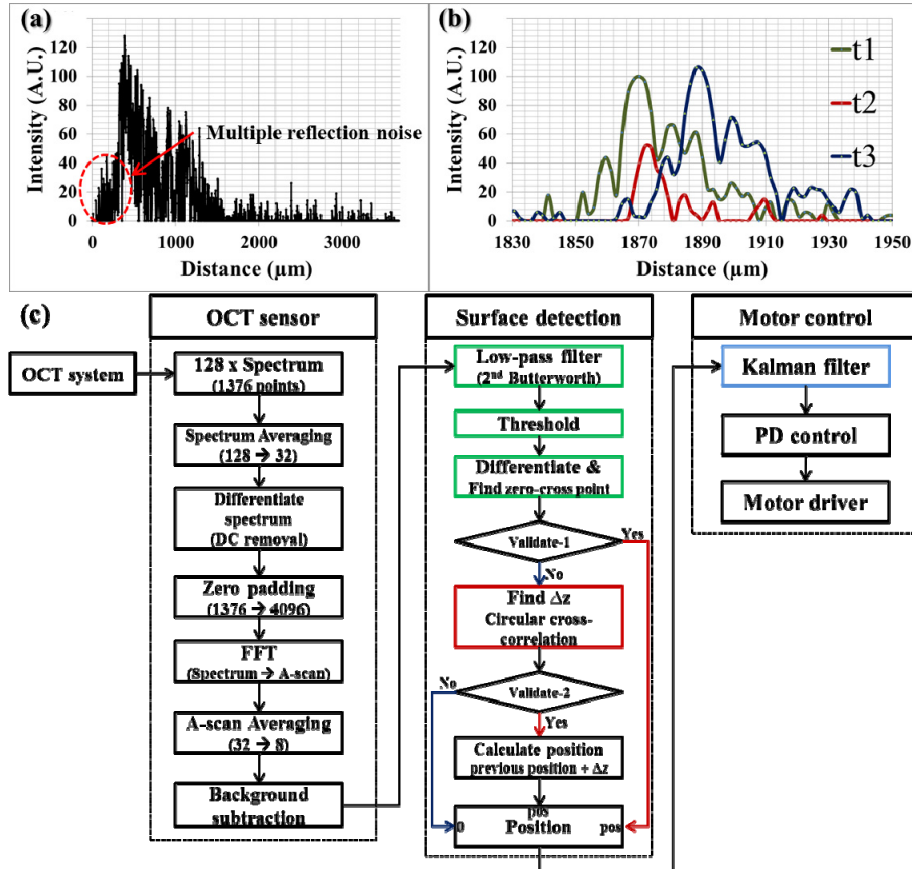 (a)
Intensity (A.U.)
120
100
80
60
40
20
0
Multiple reflection noise
0 1000 2000 3000
Distance (µm)
(b)
Intensity (A.U.)
120
100
80
60
40
20
0
t1
t2
t3
1830 1850 1870 1890 1910 1930 1950
Distance (µm)
(c)
OCT sensor
OCT system
128 x Spectrum
(1376 points)
Spectrum Averaging
(128 → 32)
Differentiate
spectrum
(DC removal)
Zero padding
(1376 → 4096)
FFT
(Spectrum → A-scan)
A-scan Averaging
(32 → 8)
Background
subtraction
Surface detection
Low-pass filter
(2nd Butterworth)
Threshold
Differentiate &
Find zero-cross point
Validate-1
Yes
No
Find Δz
Circular cross-
correlation
No
Validate-2
Yes
Calculate position
previous position + Δz
pos
0 Position pos
Motor control
Kalman filter
PD control
Motor driver